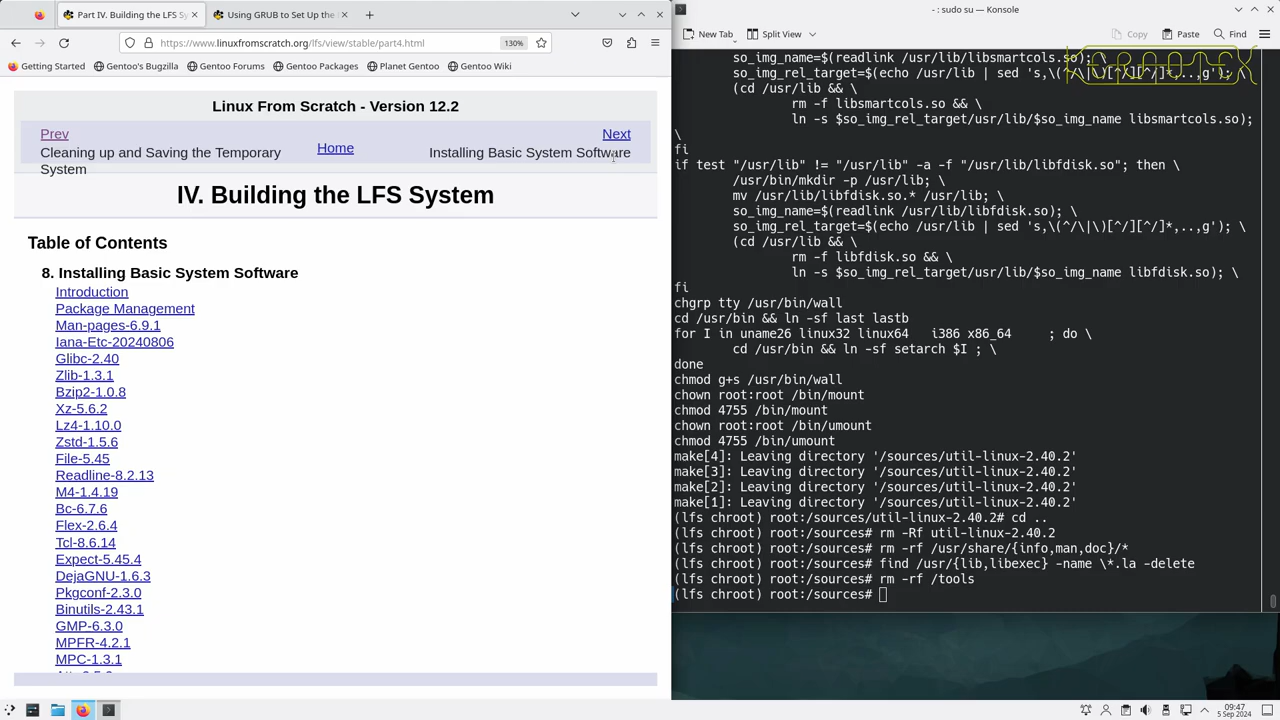 Part IV. Building the LFS Sy
Using GRUB to Set Up the
https://www.linuxfromscratch.org/lfs/view/stable/part4.html
130%
Getting Started
Gentoo's Bugzilla
Gentoo Forums
Gentoo Packages
Planet Gentoo
Gentoo Wiki
Linux From Scratch - Version 12.2
Prev
Next
Home
Cleaning up and Saving the Temporary System
Installing Basic System Software
IV. Building the LFS System
Table of Contents
8. Installing Basic System Software
Introduction
Package Management
Man-pages-6.9.1
Iana-Etc-20240806
Glibc-2.40
Zlib-1.3.1
Bzip2-1.0.8
Xz-5.6.2
Lz4-1.10.0
Zstd-1.5.6
File-5.45
Readline-8.2.13
M4-1.4.19
Bc-6.7.6
Flex-2.6.4
Tcl-8.6.14
Expect-5.45.4
DejaGNU-1.6.3
Pkgconf-2.3.0
Binutils-2.43.1
GMP-6.3.0
MPFR-4.2.1
MPC-1.3.1
- : sudo su — Konsole
New Tab
Split View
Copy
Paste
Find
KERAOTEX
so_img_name=$(readlink /usr/lib/libsmartcols.so);
so_img_rel_target=$(echo /usr/lib | sed 's,\(^/\|\)[^/][^/]*,..,g'); \
(cd /usr/lib && \
rm -f libsmartcols.so && \
ln -s $so_img_rel_target/usr/lib/$so_img_name libsmartcols.so);
\
fi
if test "/usr/lib" != "/usr/lib" -a -f "/usr/lib/libfdisk.so"; then \
/usr/bin/mkdir -p /usr/lib; \
mv /usr/lib/libfdisk.so.* /usr/lib; \
so_img_name=$(readlink /usr/lib/libfdisk.so); \
so_img_rel_target=$(echo /usr/lib | sed 's,\(^/\|\)[^/][^/]*,..,g'); \
(cd /usr/lib && \
rm -f libfdisk.so && \
ln -s $so_img_rel_target/usr/lib/$so_img_name libfdisk.so); \
fi
chgrp tty /usr/bin/wall
cd /usr/bin && ln -sf last lastb
for I in uname26 linux32 linux64   i386 x86_64     ; do \
cd /usr/bin && ln -sf setarch $I ; \
done
chmod g+s /usr/bin/wall
chown root:root /bin/mount
chmod 4755 /bin/mount
chown root:root /bin/umount
chmod 4755 /bin/umount
make[4]: Leaving directory '/sources/util-linux-2.40.2'
make[3]: Leaving directory '/sources/util-linux-2.40.2'
make[2]: Leaving directory '/sources/util-linux-2.40.2'
make[1]: Leaving directory '/sources/util-linux-2.40.2'
(lfs chroot) root:/sources/util-linux-2.40.2# cd ..
(lfs chroot) root:/sources# rm -Rf util-linux-2.40.2
(lfs chroot) root:/sources# rm -rf /usr/share/{info,man,doc}/*
(lfs chroot) root:/sources# find /usr/{lib,libexec} -name \*.la -delete
(lfs chroot) root:/sources# rm -rf /tools
(lfs chroot) root:/sources#
09:47
5 Sep 2024